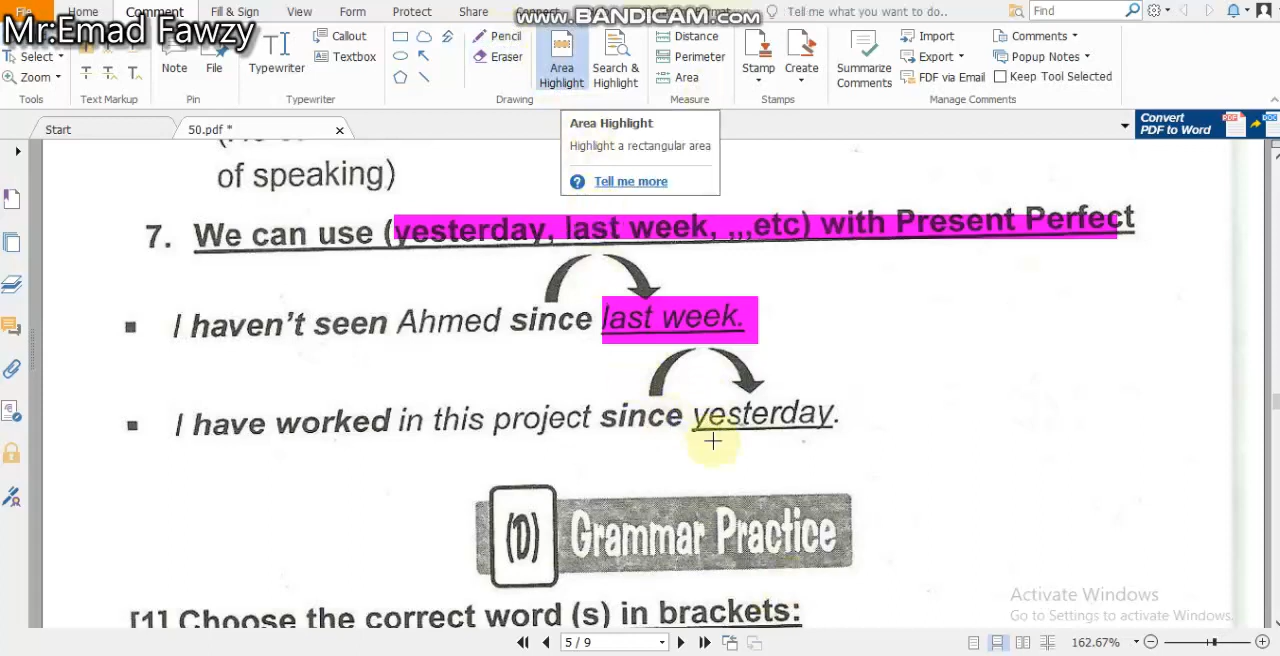 File Home Comment Fill & Sign View Form Protect Share Tell me what you want to do.. Find
WWW.BANDICAM.COM
Mr:Emad Fawzy
Select
Zoom
Tools
Text Markup
Note
File
Pin
Typewriter
Callout
Textbox
Typewriter
Pencil
Eraser
Area Highlight
Search & Highlight
Drawing
Distance
Perimeter
Area
Measure
Stamp
Create
Stamps
Summarize Comments
Import
Export
FDF via Email
Comments
Popup Notes
Keep Tool Selected
Manage Comments
Start
50.pdf *
Area Highlight
Highlight a rectangular area
Tell me more
Convert
PDF to Word
PDF
DOC
of speaking)
7. We can use (yesterday, last week, ,,,etc) with Present Perfect
I haven't seen Ahmed since last week.
I have worked in this project since yesterday.
(D) Grammar Practice
[1] Choose the correct word (s) in brackets:
Activate Windows
Go to Settings to activate Windows.
5 / 9
162.67%